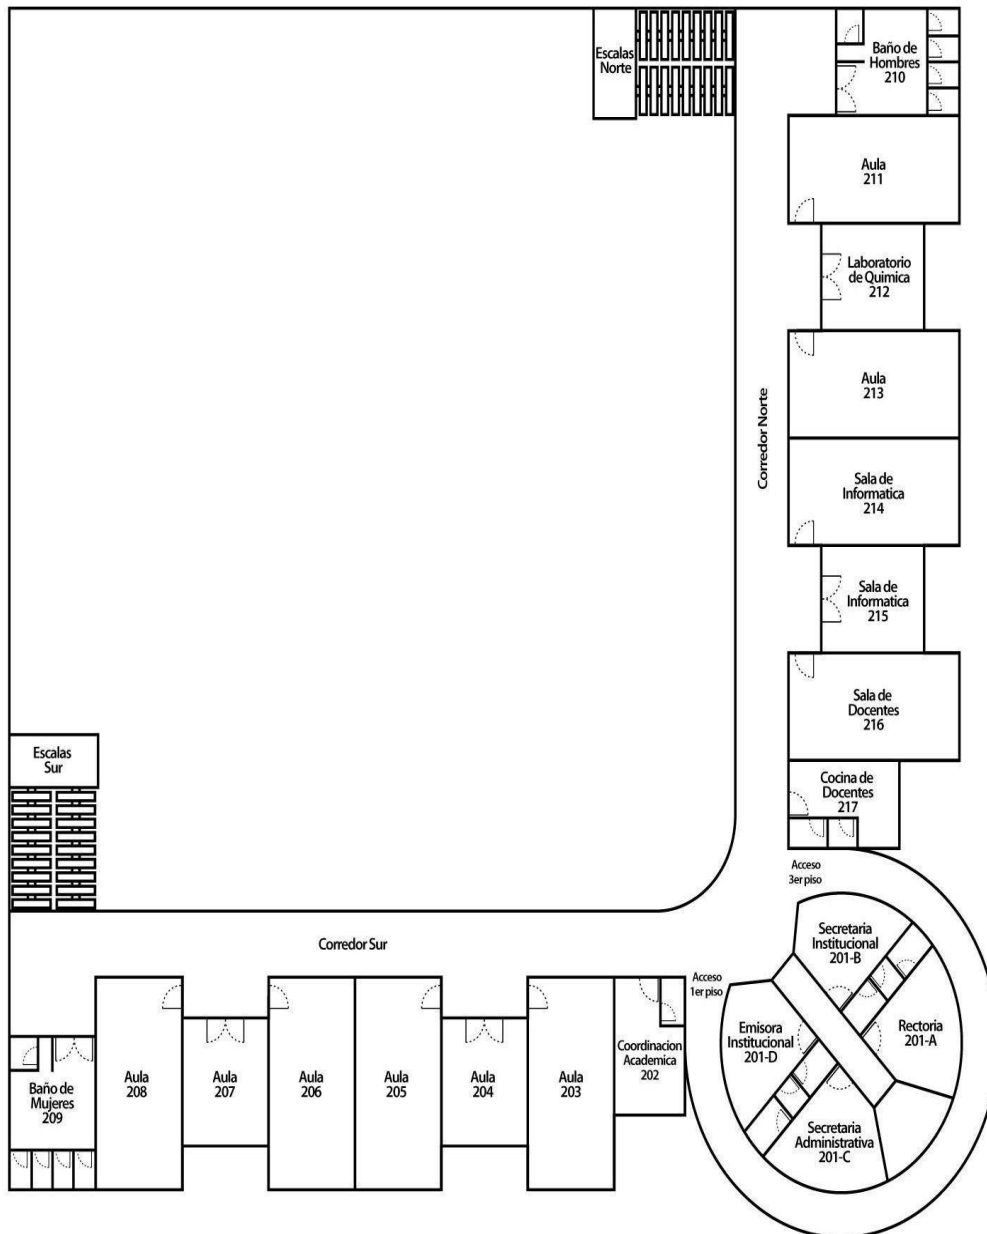 Escalas
Norte
Baño de
Hombres
210
Aula
211
Laboratorio
de Quimica
212
Aula
213
Corredor Norte
Sala de
Informatica
214
Sala de
Informatica
215
Sala de
Docentes
216
Escalas
Sur
Cocina de
Docentes
217
Acceso
3er piso
Corredor Sur
Acceso
1er piso
Secretaria
Institucional
201-B
Rectoria
201-A
Emisora
Institucional
201-D
Secretaria
Administrativa
201-C
Coordinacion
Academica
202
Aula
203
Aula
204
Aula
205
Aula
206
Aula
207
Aula
208
Baño de
Mujeres
209